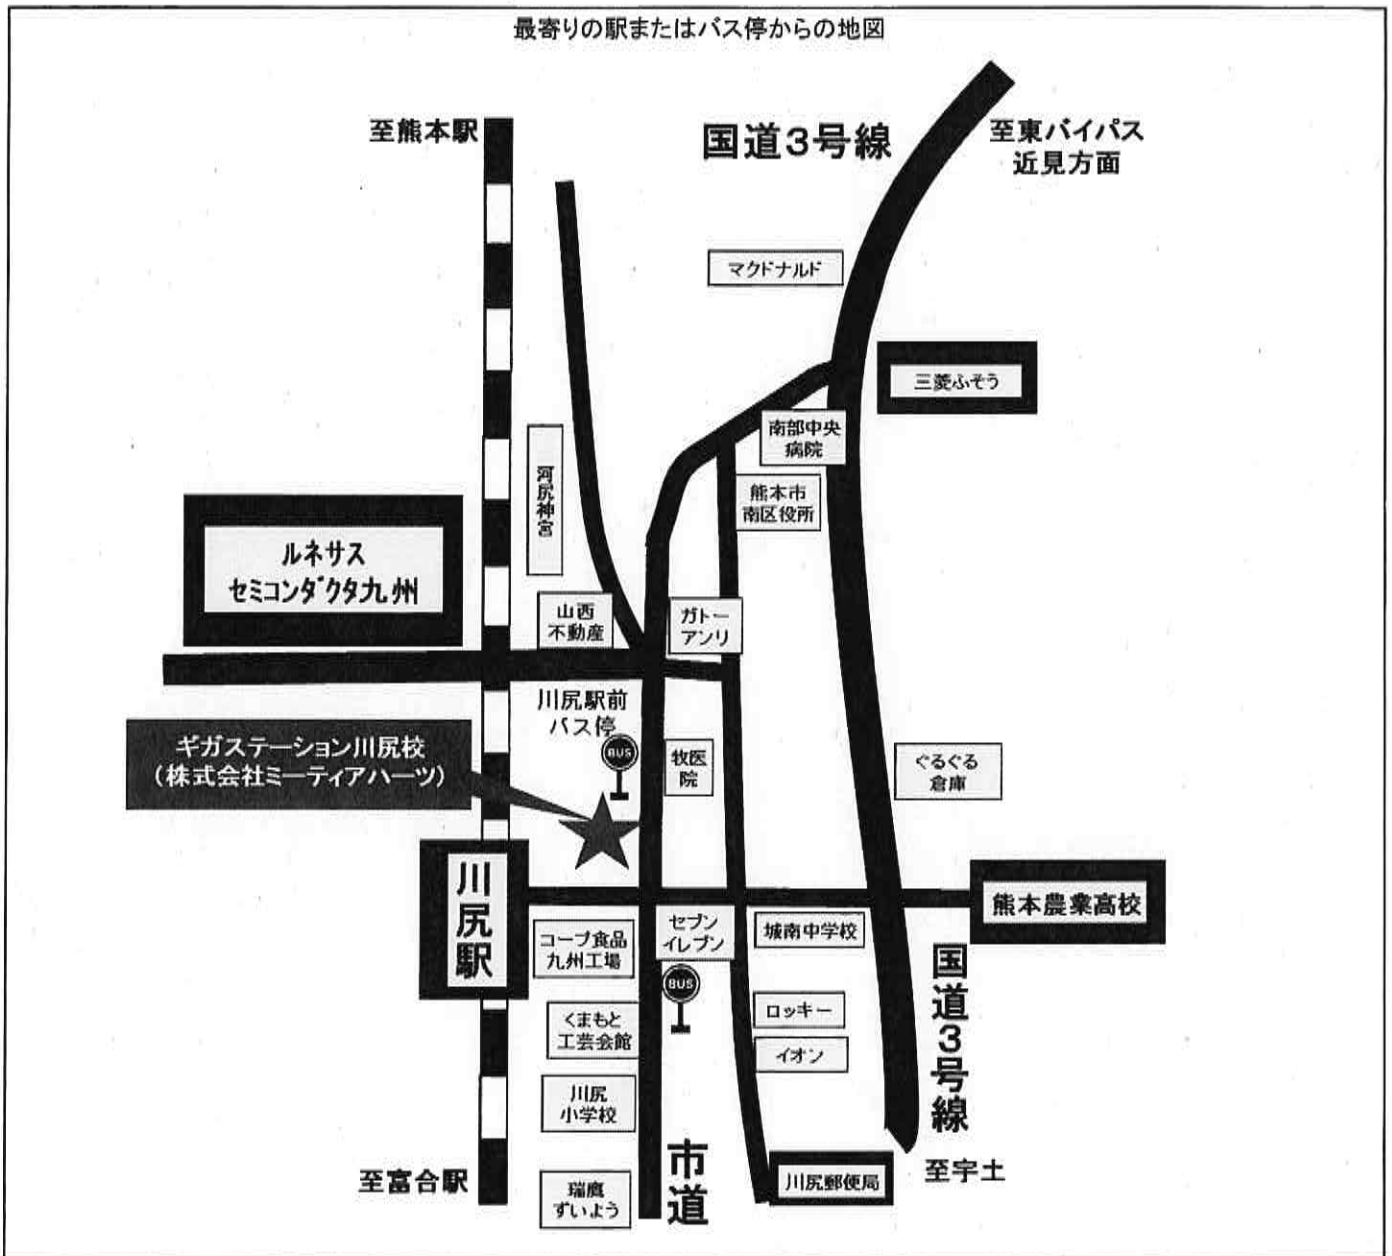 最寄りの駅またはバス停からの地図
至熊本駅
国道3号線
至東バイパス
近見方面
マクドナルド
三菱ふそう
南部中央
病院
河尻神宮
熊本市
南区役所
ルネサス
セミコンダクタ九州
山西
不動産
ガトー
アンリ
川尻駅前
バス停
BUS
ギガステーション川尻校
（株式会社ミーティアハーツ）
牧医
院
ぐるぐる
倉庫
川尻駅
熊本農業高校
コープ食品
九州工場
セブン
イレブン
城南中学校
BUS
国道3号線
くまもと
工芸会館
ロッキー
イオン
川尻
小学校
市道
至富合駅
瑞鷹
ずいよう
川尻郵便局
至宇土